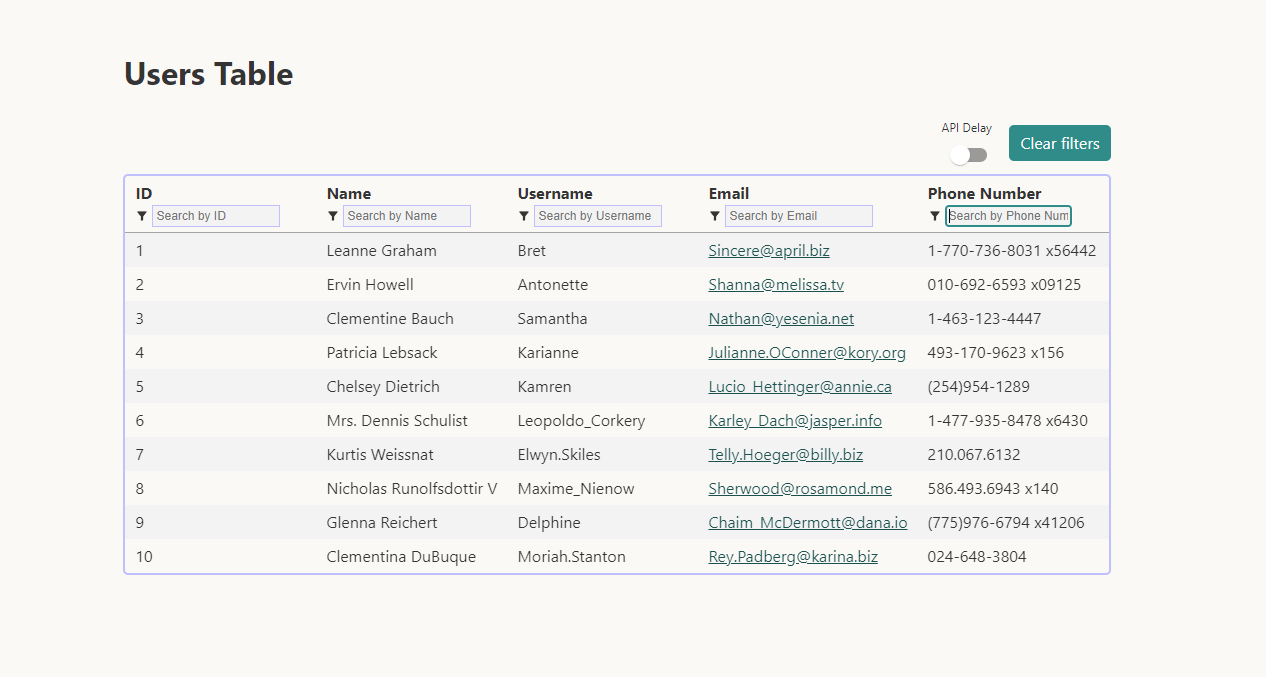 Users Table
API Delay
Clear filters
ID Name Username Email Phone Number
Search by ID Search by Name Search by Username Search by Email Search by Phone Num
1 Leanne Graham Bret Sincere@april.biz 1-770-736-8031 x56442
2 Ervin Howell Antonette Shanna@melissa.tv 010-692-6593 x09125
3 Clementine Bauch Samantha Nathan@yesenia.net 1-463-123-4447
4 Patricia Lebsack Karianne Julianne.OConner@kory.org 493-170-9623 x156
5 Chelsey Dietrich Kamren Lucio_Hettinger@annie.ca (254)954-1289
6 Mrs. Dennis Schulist Leopoldo_Corkery Karley_Dach@jasper.info 1-477-935-8478 x6430
7 Kurtis Weissnat Elwyn.Skiles Telly.Hoeger@billy.biz 210.067.6132
8 Nicholas Runolfsdottir V Maxime_Nienow Sherwood@rosamond.me 586.493.6943 x140
9 Glenna Reichert Delphine Chaim_McDermott@dana.io (775)976-6794 x41206
10 Clementina DuBuque Moriah.Stanton Rey.Padberg@karina.biz 024-648-3804